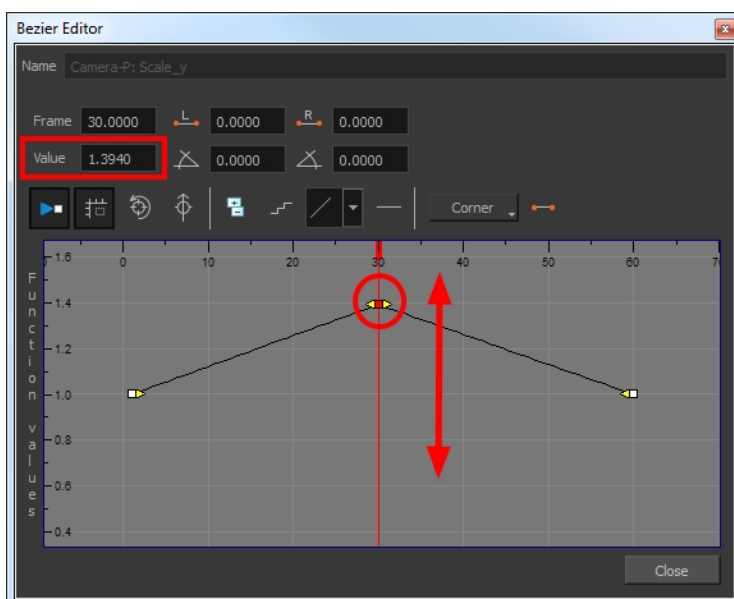 Bezier Editor
Name Camera-P: Scale_y
Frame 30.0000 L 0.0000 R 0.0000
Value 1.3940 0.0000 0.0000
Corner
0 10 20 30 40 50 60 7
1.6
1.4
1.2
1.0
0.8
0.6
0.4
Function values
Close